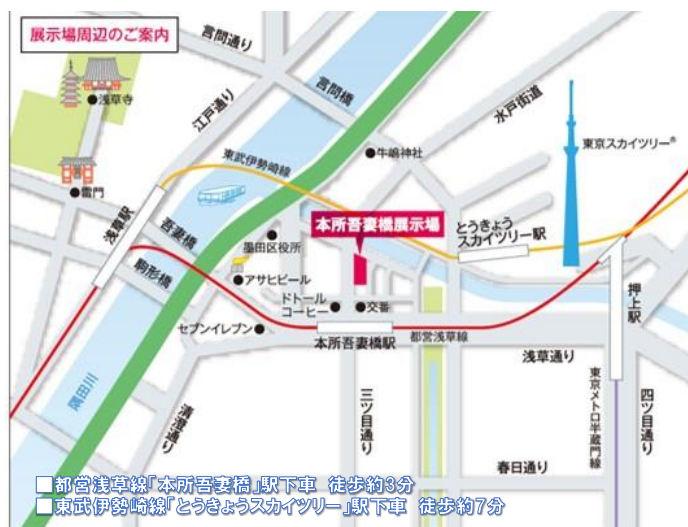 展示場周辺のご案内
言問通り
浅草寺
江戸通り
言問橋
水戸街道
東京スカイツリー®
牛嶋神社
東武伊勢崎線
雷門
浅草駅
吾妻橋
墨田区役所
本所吾妻橋展示場
とうきょう
スカイツリー駅
駒形橋
アサヒビール
ドトール
コーヒー
交番
押上駅
セブンイレブン
本所吾妻橋駅
都営浅草線
浅草通り
隅田川
清澄通り
三ツ目通り
東京メトロ半蔵門線
四ツ目通り
春日通り
■都営浅草線「本所吾妻橋」駅下車 徒歩約3分
■東武伊勢崎線「とうきょうスカイツリー」駅下車 徒歩約7分